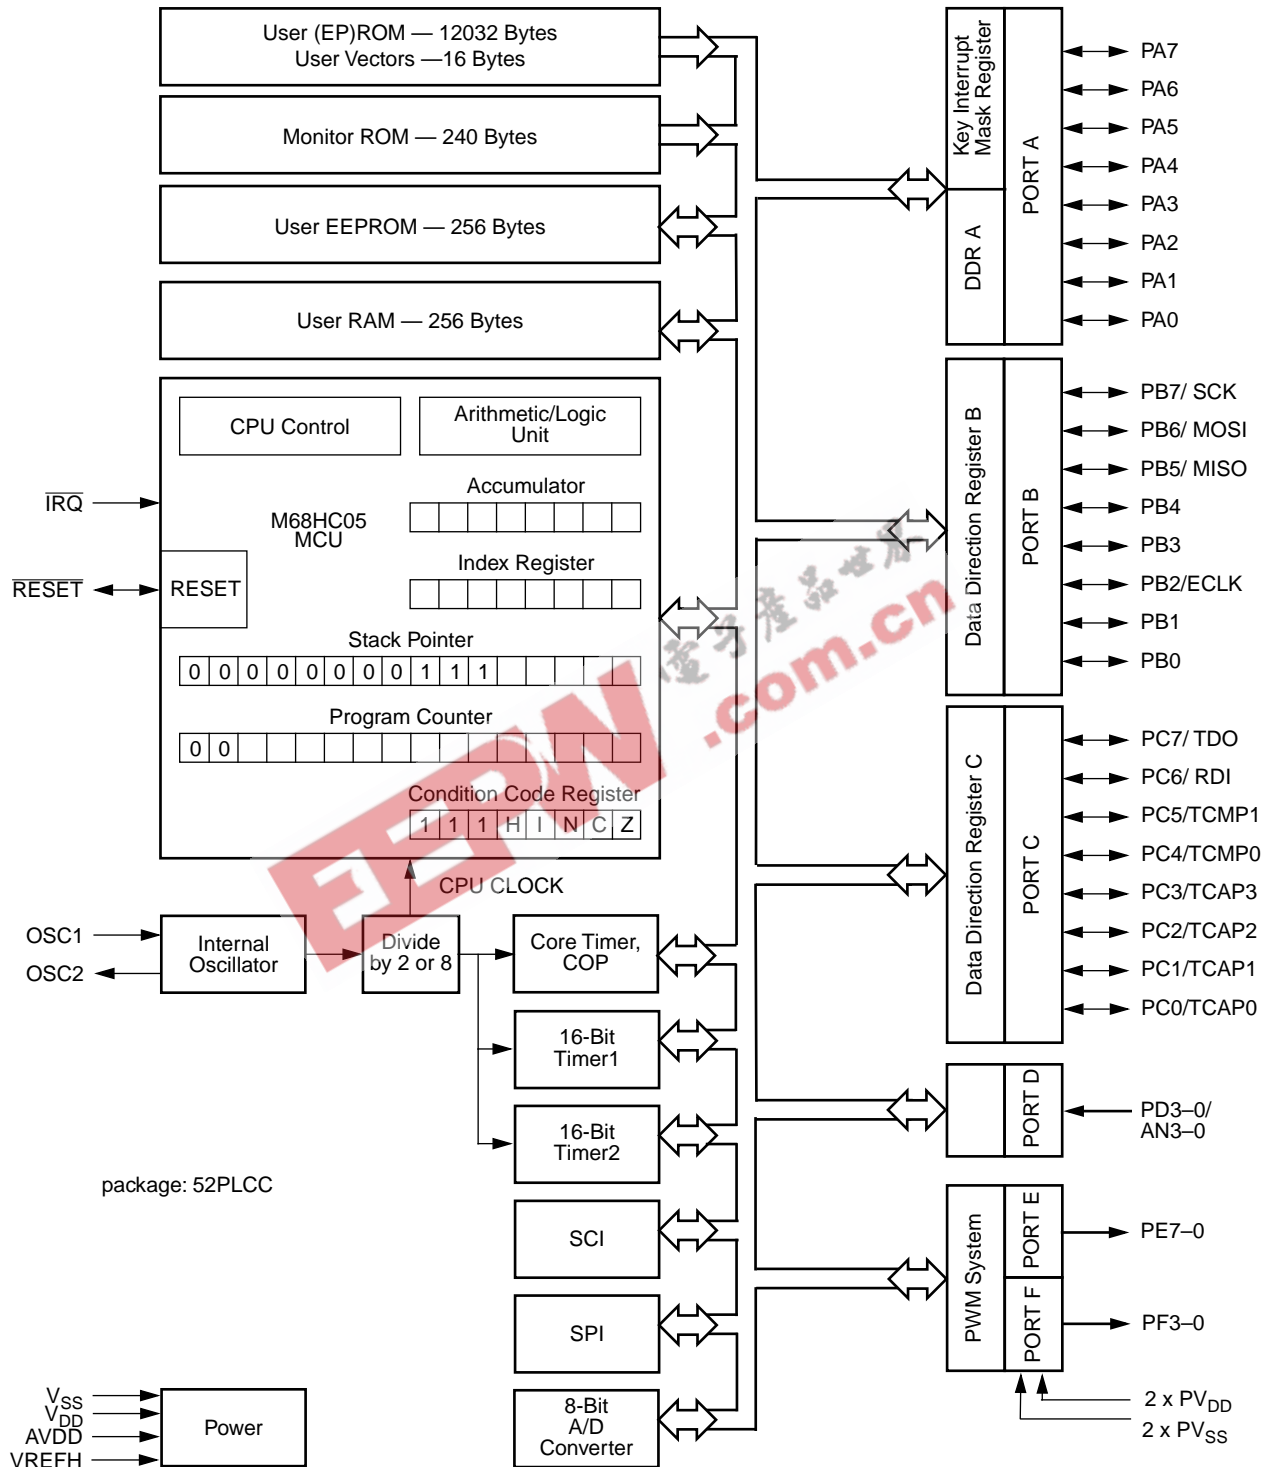 User (EP)ROM — 12032 Bytes
User Vectors —16 Bytes
Monitor ROM — 240 Bytes
User EEPROM — 256 Bytes
User RAM — 256 Bytes
CPU Control
Arithmetic/Logic
Unit
Accumulator
M68HC05
MCU
Index Register
IRQ
RESET
RESET
Stack Pointer
0 0 0 0 0 0 0 0 1 1 1
Program Counter
0 0
Condition Code Register
1 1 1 H I N C Z
CPU CLOCK
OSC1
OSC2
Internal
Oscillator
Divide
by 2 or 8
Core Timer,
COP
16-Bit
Timer1
16-Bit
Timer2
package: 52PLCC
SCI
SPI
8-Bit
A/D
Converter
VSS
VDD
AVDD
VREFH
Power
Key Interrupt
Mask Register
DDR A
PORT A
PA7
PA6
PA5
PA4
PA3
PA2
PA1
PA0
Data Direction Register B
PORT B
PB7/ SCK
PB6/ MOSI
PB5/ MISO
PB4
PB3
PB2/ECLK
PB1
PB0
Data Direction Register C
PORT C
PC7/ TDO
PC6/ RDI
PC5/TCMP1
PC4/TCMP0
PC3/TCAP3
PC2/TCAP2
PC1/TCAP1
PC0/TCAP0
PORT D
PD3–0/
AN3–0
PWM System
PORT E
PORT F
PE7–0
PF3–0
2 x PVDD
2 x PVSS
EEPW
電子產品世界
.com.cn